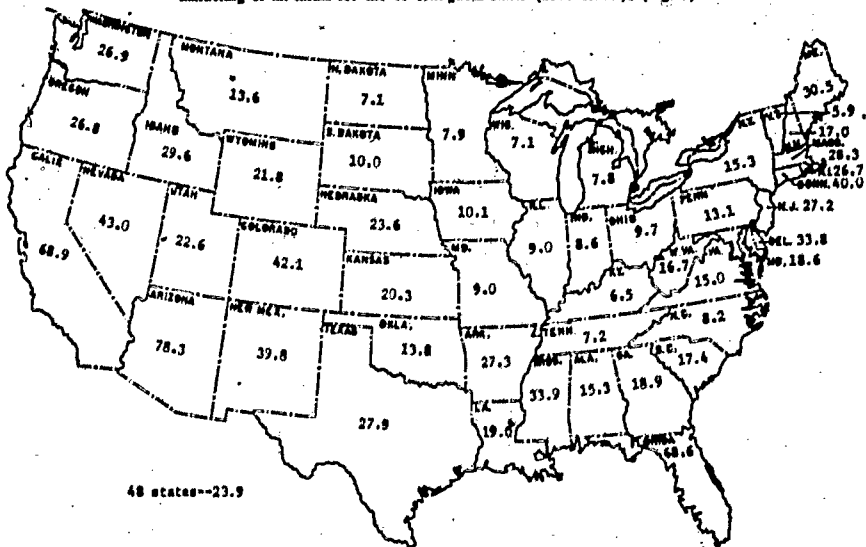 WASHINGTON
26.9
MONTANA
13.6
N. DAKOTA
7.1
MINN
7.9
ME.
30.5
5.9
OREGON
26.8
IDAHO
29.6
WYOMING
21.8
S. DAKOTA
10.0
WIS.
7.1
MICH.
7.8
N.Y.
15.3
17.0
MASS.
28.3
R.I. 26.7
CONN. 40.0
CALIF
68.9
NEVADA
43.0
UTAH
22.6
COLORADO
42.1
NEBRASKA
23.6
IOWA
10.1
ILL.
9.0
IND.
8.6
OHIO
9.7
PENN
13.1
N.J. 27.2
DEL. 33.8
MD. 18.6
KANSAS
20.3
MO.
9.0
KY.
6.5
W.VA.
16.7
VA.
15.0
ARIZONA
78.3
NEW MEX.
39.8
TEXAS
27.9
OKLA.
13.8
ARK.
27.3
TENN.
7.2
N.C.
8.2
S.C.
17.4
MISS.
33.9
ALA.
15.3
GA.
18.9
LA.
19.0
FLORIDA
68.6
48 states--23.9